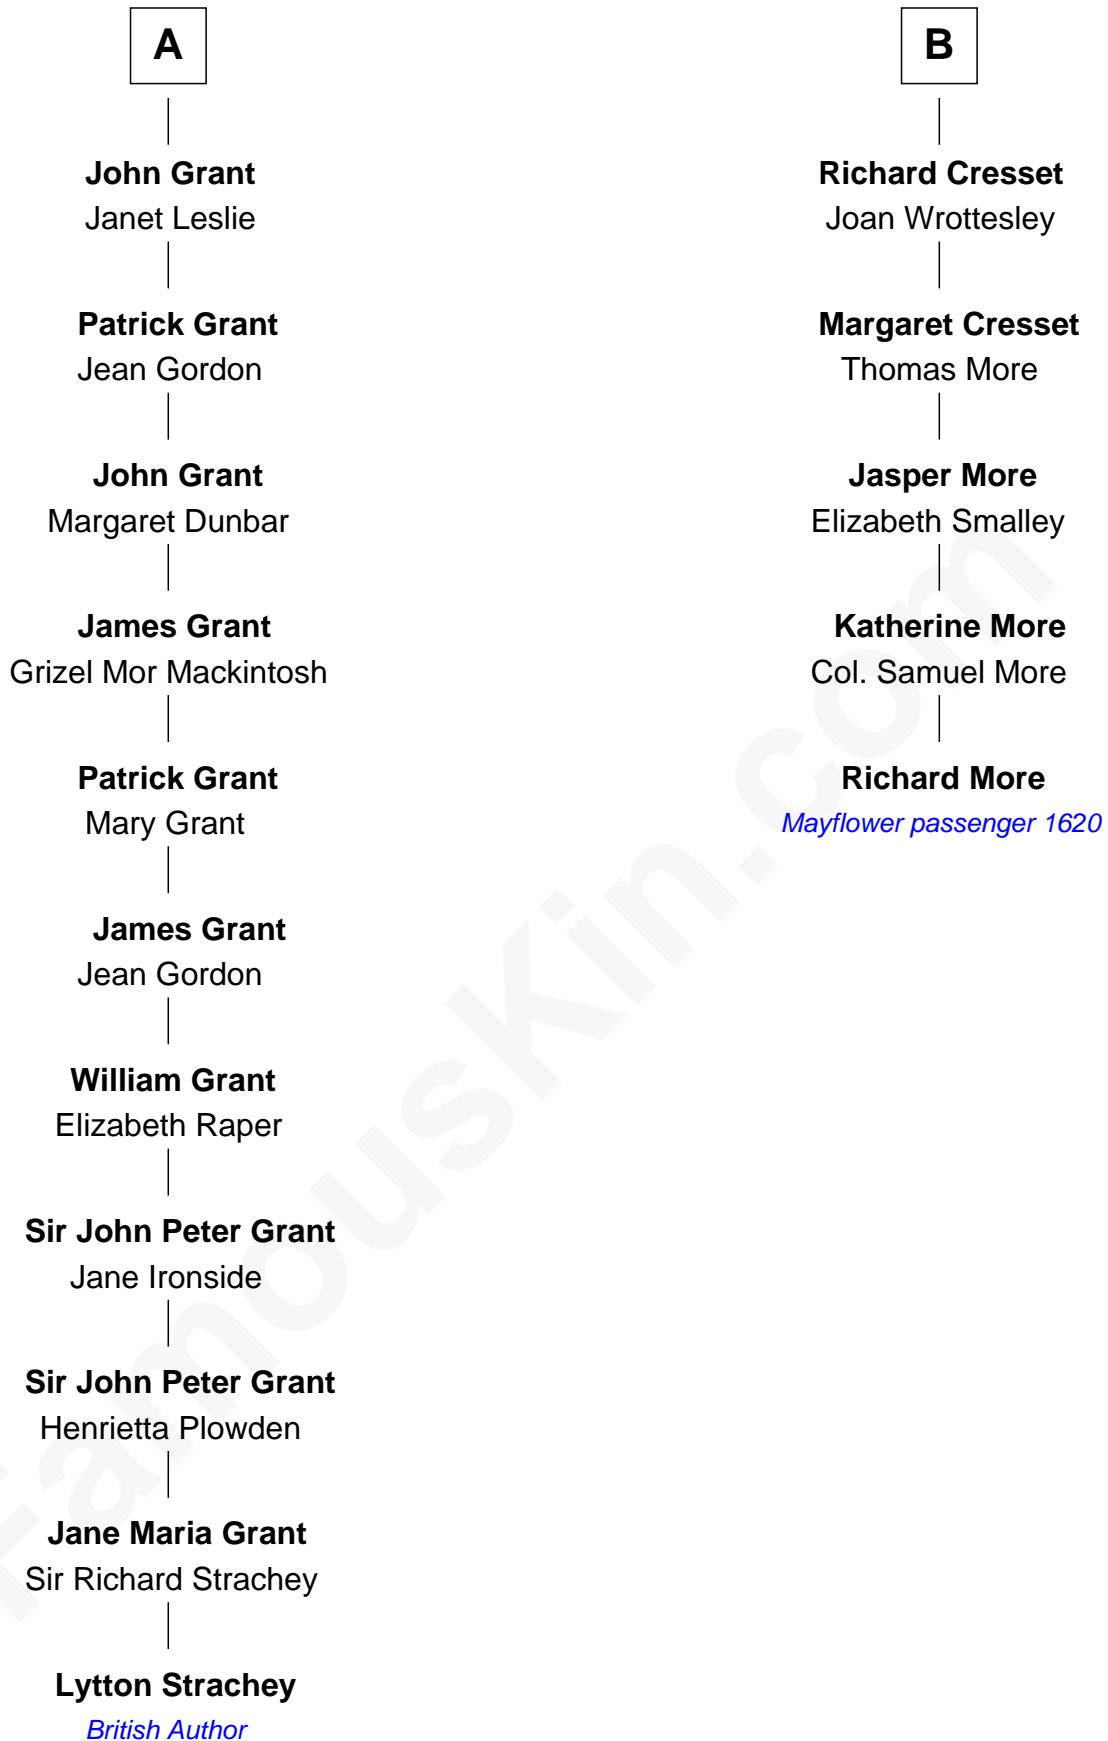 A
John Grant
Janet Leslie
Patrick Grant
Jean Gordon
John Grant
Margaret Dunbar
James Grant
Grizel Mor Mackintosh
Patrick Grant
Mary Grant
James Grant
Jean Gordon
William Grant
Elizabeth Raper
Sir John Peter Grant
Jane Ironside
Sir John Peter Grant
Henrietta Plowden
Jane Maria Grant
Sir Richard Strachey
Lytton Strachey
British Author
B
Richard Cresset
Joan Wrottesley
Margaret Cresset
Thomas More
Jasper More
Elizabeth Smalley
Katherine More
Col. Samuel More
Richard More
Mayflower passenger 1620
FamousKin.com